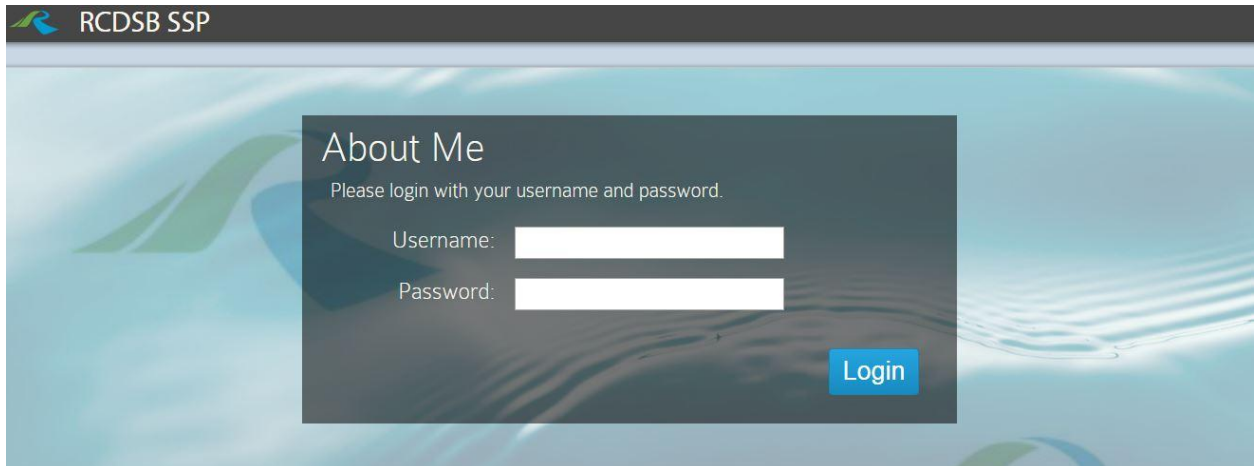 RCDSB SSP
About Me
Please login with your username and password.
Username:
Password:
Login